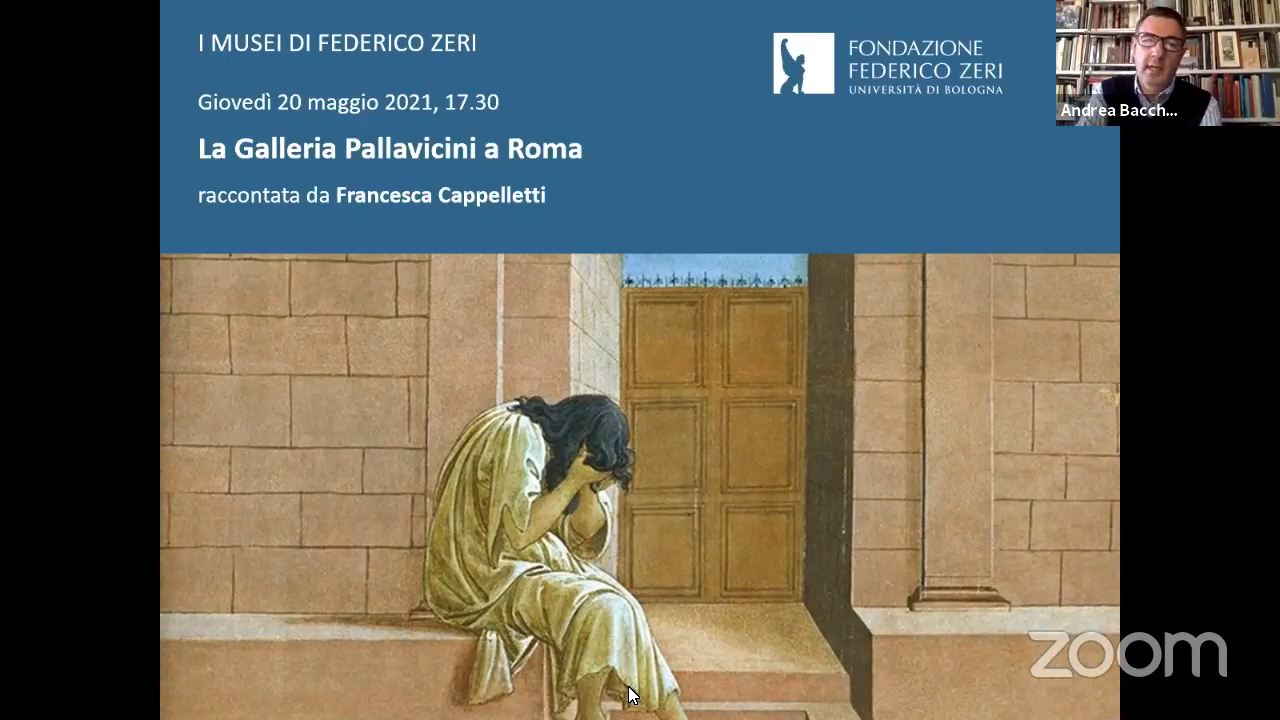 I MUSEI DI FEDERICO ZERI
Giovedì 20 maggio 2021, 17.30
La Galleria Pallavicini a Roma
raccontata da Francesca Cappelletti
FONDAZIONE
FEDERICO ZERI
UNIVERSITÀ DI BOLOGNA
Andrea Bacch...
zoom